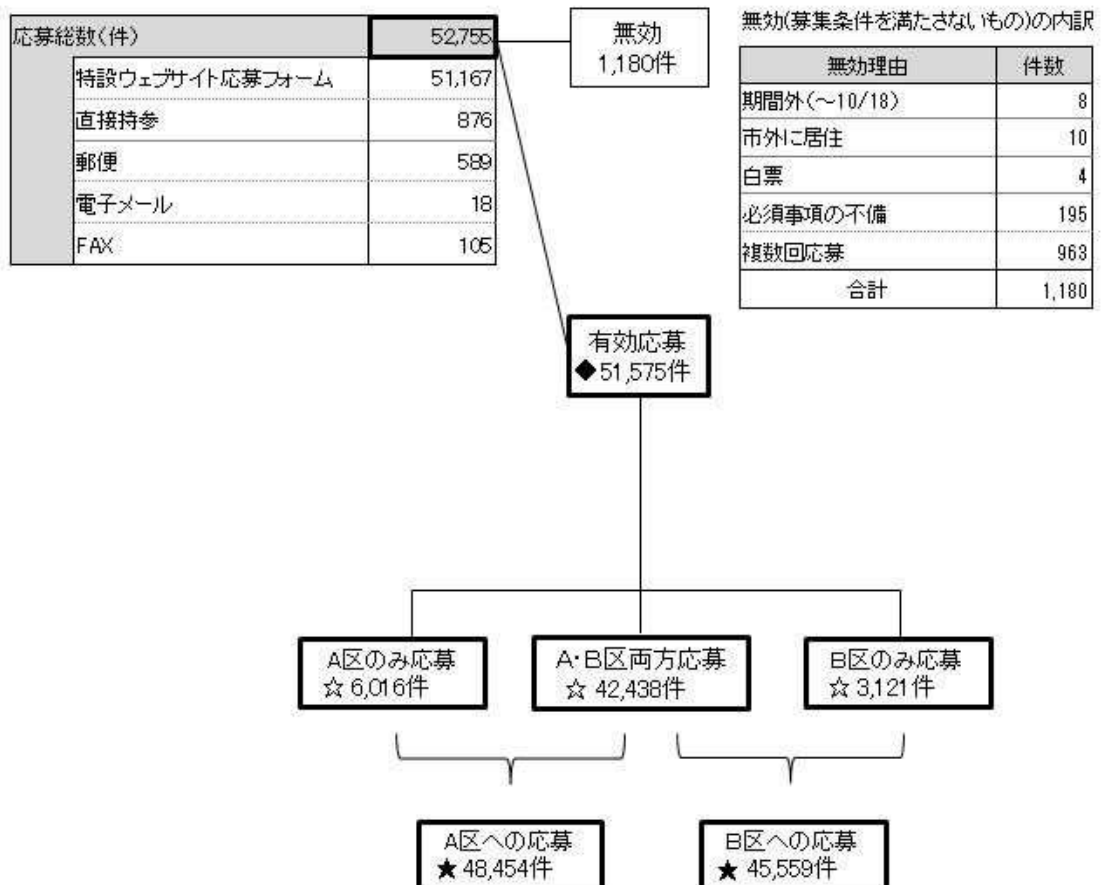 応募総数(件) 52,755
特設ウェブサイト応募フォーム 51,167
直接持参 876
郵便 589
電子メール 18
FAX 105
無効
1,180件
無効(募集条件を満たさないもの)の内訳
無効理由 件数
期間外(～10/18) 8
市外に居住 10
白票 4
必須事項の不備 195
複数回応募 963
合計 1,180
有効応募
◆51,575件
A区のみ応募
☆ 6,016件
A・B区両方応募
☆ 42,438件
B区のみ応募
☆ 3,121件
A区への応募
★ 48,454件
B区への応募
★ 45,559件